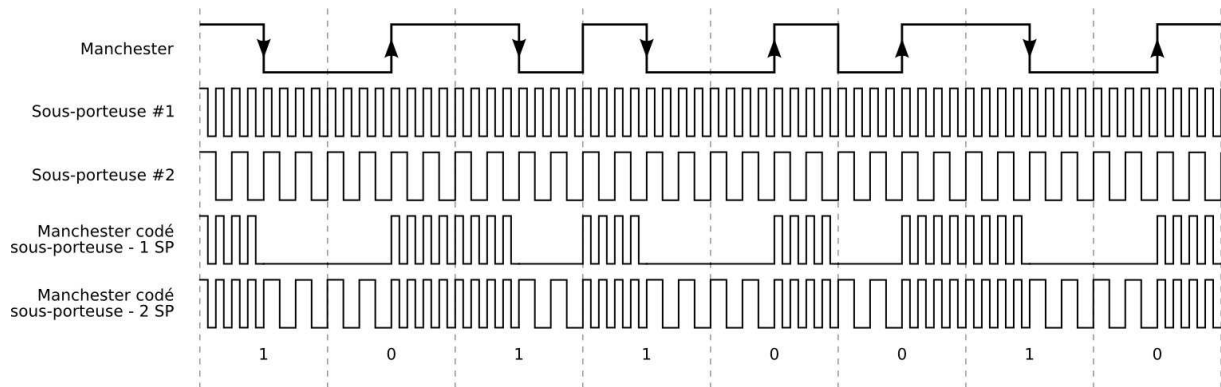 Manchester
Sous-porteuse #1
Sous-porteuse #2
Manchester codé
sous-porteuse - 1 SP
Manchester codé
sous-porteuse - 2 SP
1 0 1 1 0 0 1 0